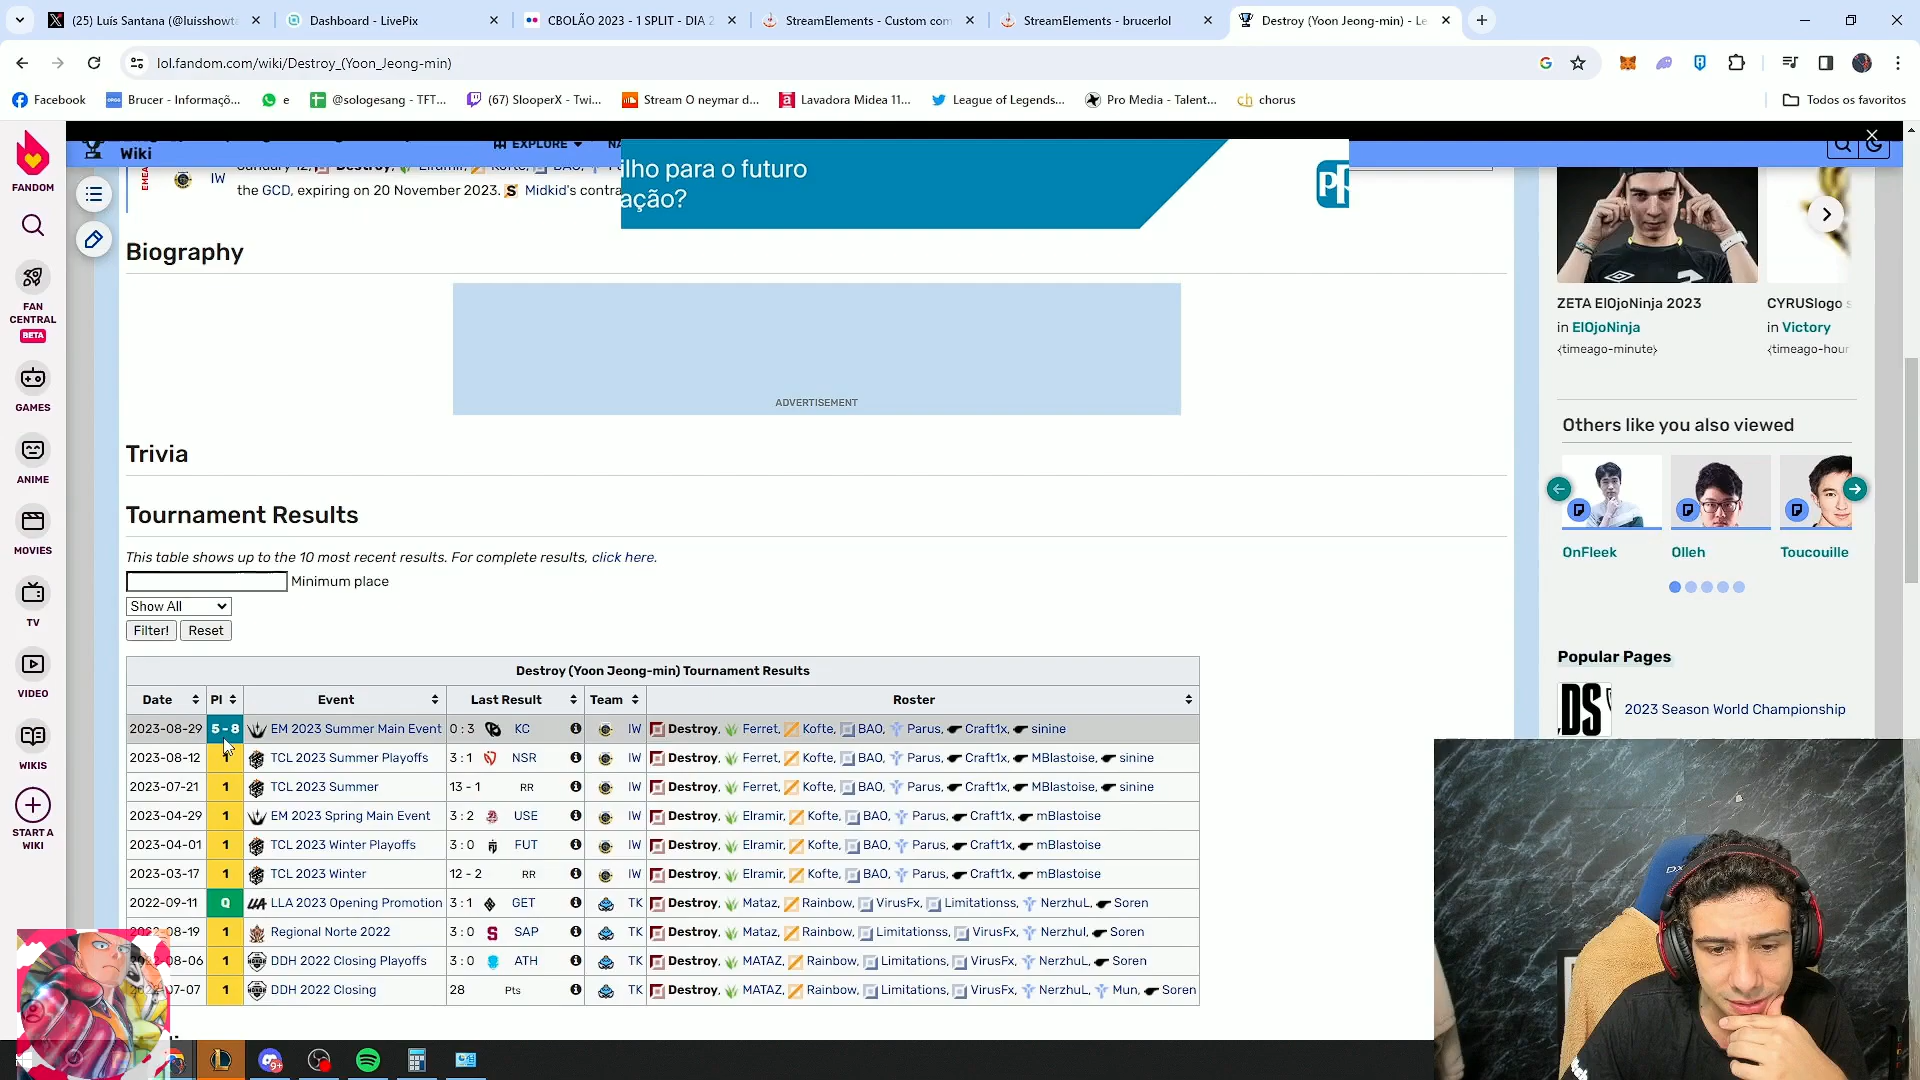 (25) Luís Santana (@luisshowt
Dashboard - LivePix
CBOLÃO 2023 - 1 SPLIT - DIA 2
StreamElements - Custom com
StreamElements - brucerlol
Destroy (Yoon Jeong-min) - Le
lol.fandom.com/wiki/Destroy_(Yoon_Jeong-min)
Facebook
Brucer - Informaçõ...
e
@sologesang - TFT...
(67) SlooperX - Twi...
Stream O neymar d...
Lavadora Midea 11...
League of Legends...
Pro Media - Talent...
chorus
Todos os favoritos
FANDOM
FAN CENTRAL
BETA
GAMES
ANIME
MOVIES
TV
VIDEO
WIKIS
START A WIKI
Wiki
EXPLORE
IW
the GCD, expiring on 20 November 2023. Midkid's contra
ilho para o futuro
ação?
Biography
ADVERTISEMENT
Trivia
Tournament Results
This table shows up to the 10 most recent results. For complete results, click here.
Minimum place
Show All
Filter! Reset
Destroy (Yoon Jeong-min) Tournament Results
Date Pl Event Last Result Team Roster
2023-08-29 5 - 8 EM 2023 Summer Main Event 0 : 3 KC IW Destroy, Ferret, Kofte, BAO, Parus, Craft1x, sinine
2023-08-12 1 TCL 2023 Summer Playoffs 3 : 1 NSR IW Destroy, Ferret, Kofte, BAO, Parus, Craft1x, MBlastoise, sinine
2023-07-21 1 TCL 2023 Summer 13 - 1 RR IW Destroy, Ferret, Kofte, BAO, Parus, Craft1x, MBlastoise, sinine
2023-04-29 1 EM 2023 Spring Main Event 3 : 2 USE IW Destroy, Elramir, Kofte, BAO, Parus, Craft1x, mBlastoise
2023-04-01 1 TCL 2023 Winter Playoffs 3 : 0 FUT IW Destroy, Elramir, Kofte, BAO, Parus, Craft1x, mBlastoise
2023-03-17 1 TCL 2023 Winter 12 - 2 RR IW Destroy, Elramir, Kofte, BAO, Parus, Craft1x, mBlastoise
2022-09-11 Q LLA 2023 Opening Promotion 3 : 1 GET TK Destroy, Mataz, Rainbow, VirusFx, Limitationss, NerzhuL, Soren
2022-08-19 1 Regional Norte 2022 3 : 0 SAP TK Destroy, Mataz, Rainbow, Limitationss, VirusFx, Nerzhul, Soren
2022-08-06 1 DDH 2022 Closing Playoffs 3 : 0 ATH TK Destroy, MATAZ, Rainbow, Limitations, VirusFx, NerzhuL, Soren
2022-07-07 1 DDH 2022 Closing 28 Pts TK Destroy, MATAZ, Rainbow, Limitations, VirusFx, NerzhuL, Mun, Soren
ZETA ElOjoNinja 2023
in ElOjoNinja
{timeago-minute}
CYRUSlogo s
in Victory
{timeago-hour
Others like you also viewed
OnFleek
Olleh
Toucouille
Popular Pages
2023 Season World Championship
9+